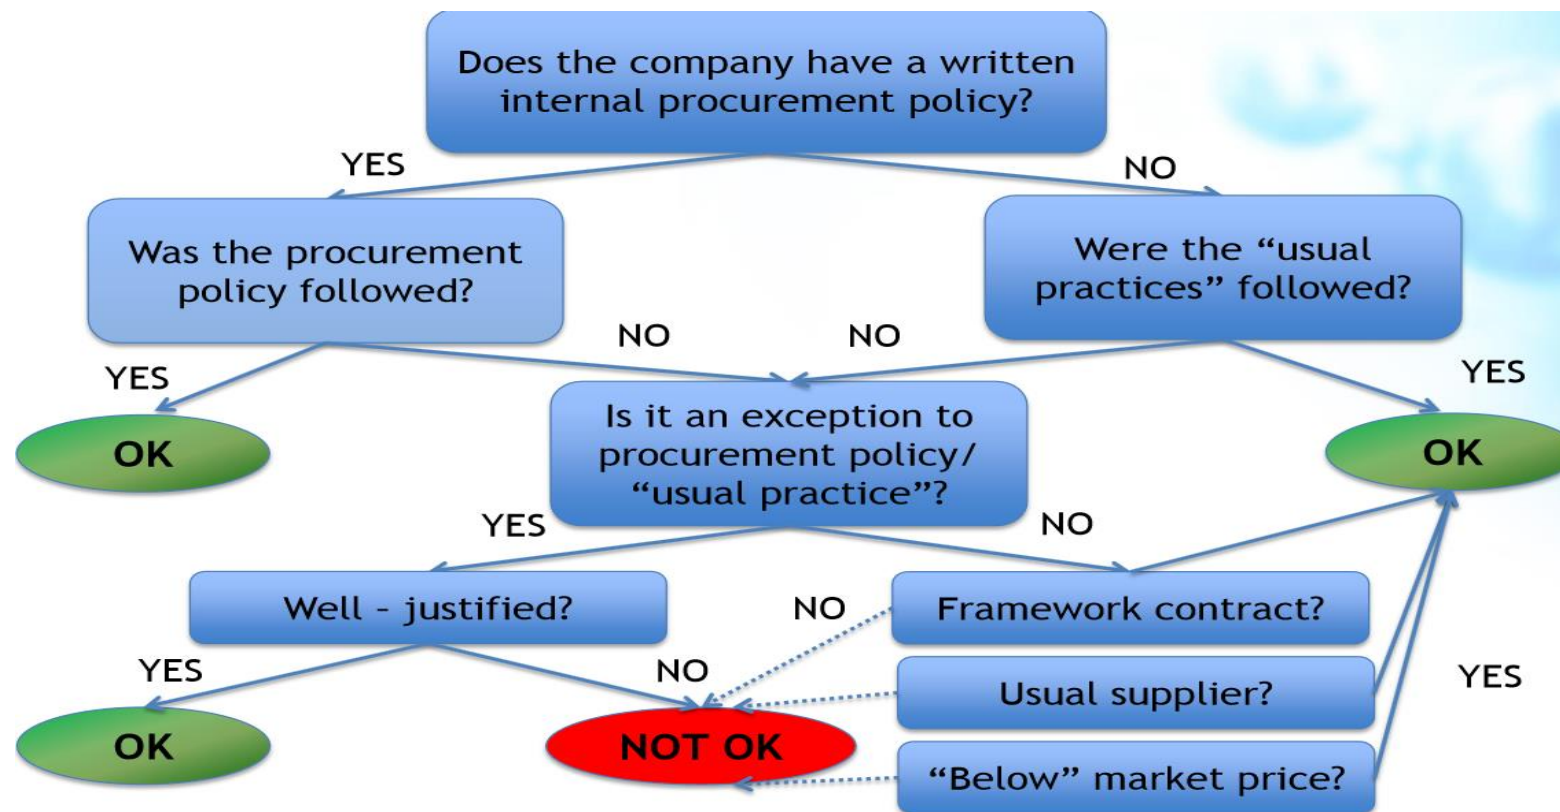 Does the company have a written
internal procurement policy?
YES
NO
Was the procurement
policy followed?
Were the “usual
practices” followed?
NO
NO
YES
YES
OK
Is it an exception to
procurement policy/
“usual practice”?
OK
YES
NO
Well - justified?
NO
Framework contract?
YES
NO
Usual supplier?
YES
OK
NOT OK
“Below” market price?